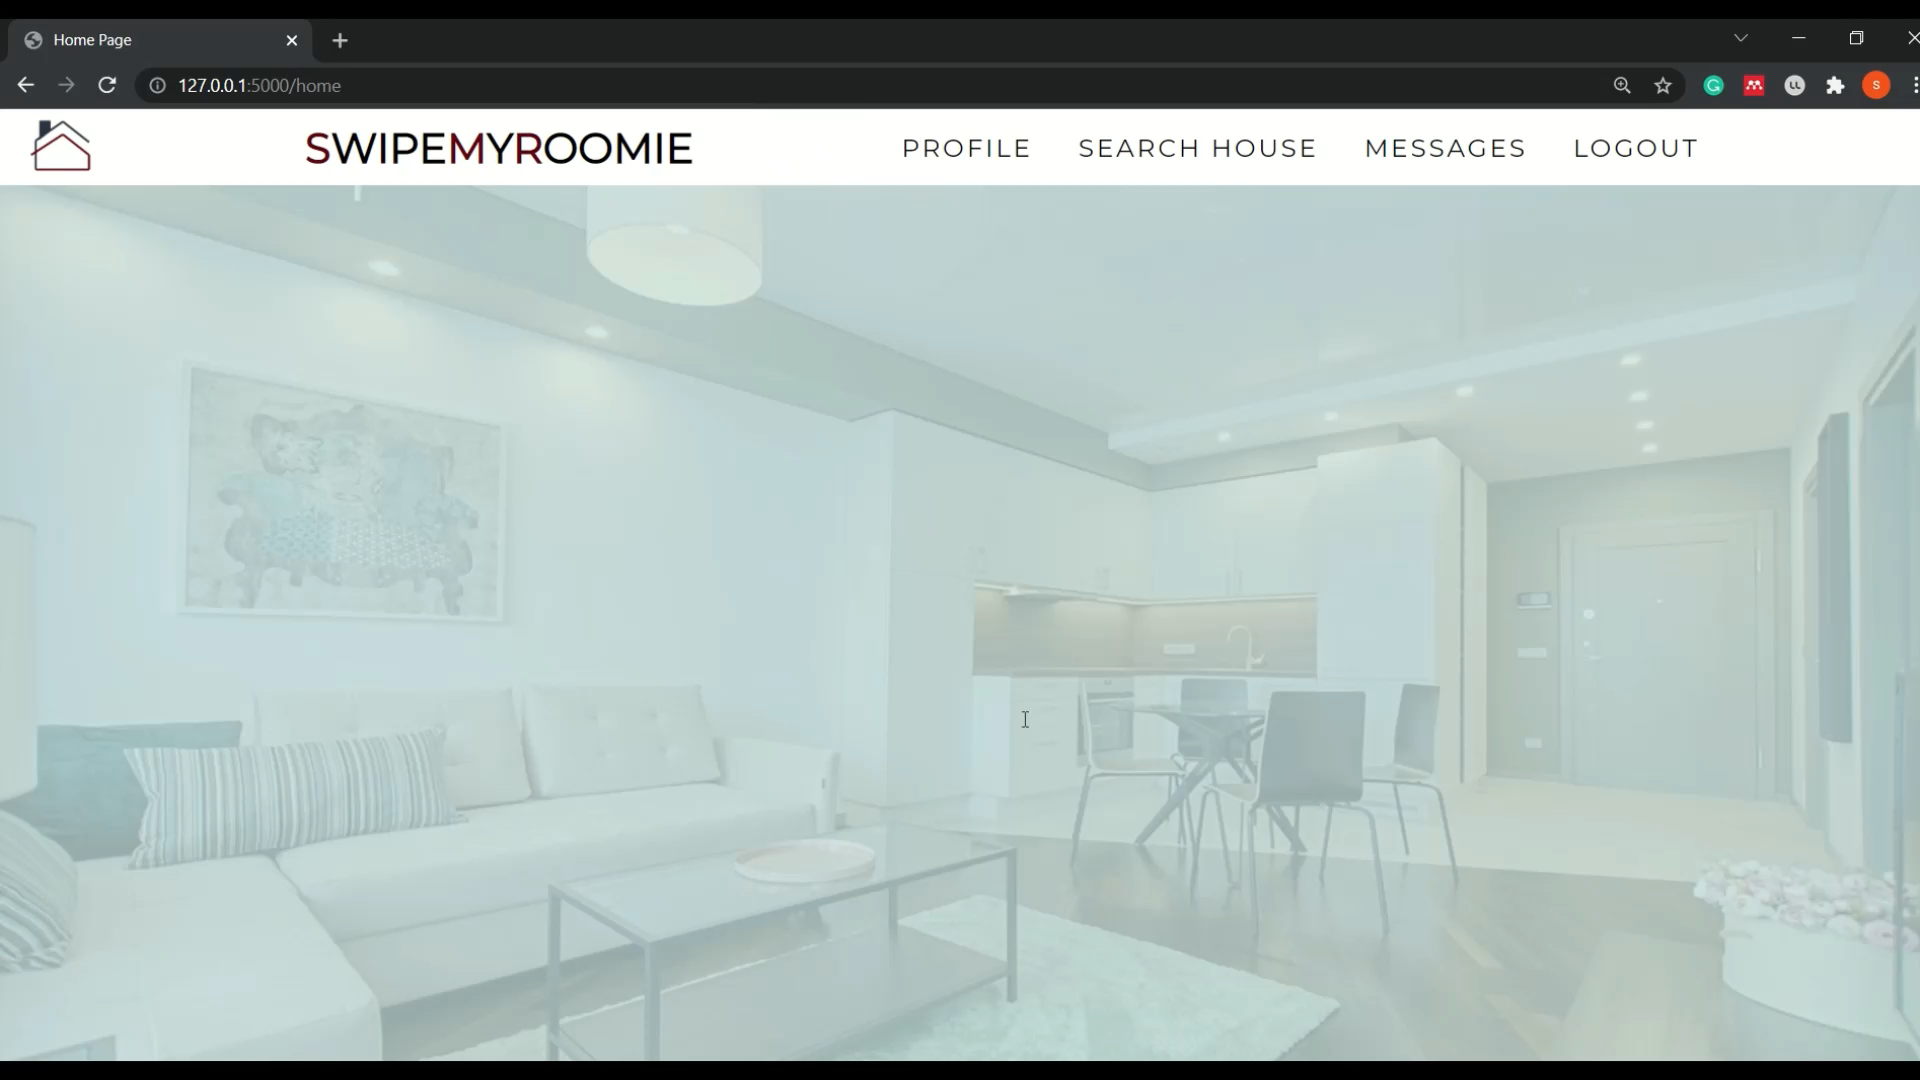 Home Page
127.0.0.1:5000/home
S
SWIPEMYROOMIE
PROFILE
SEARCH HOUSE
MESSAGES
LOGOUT